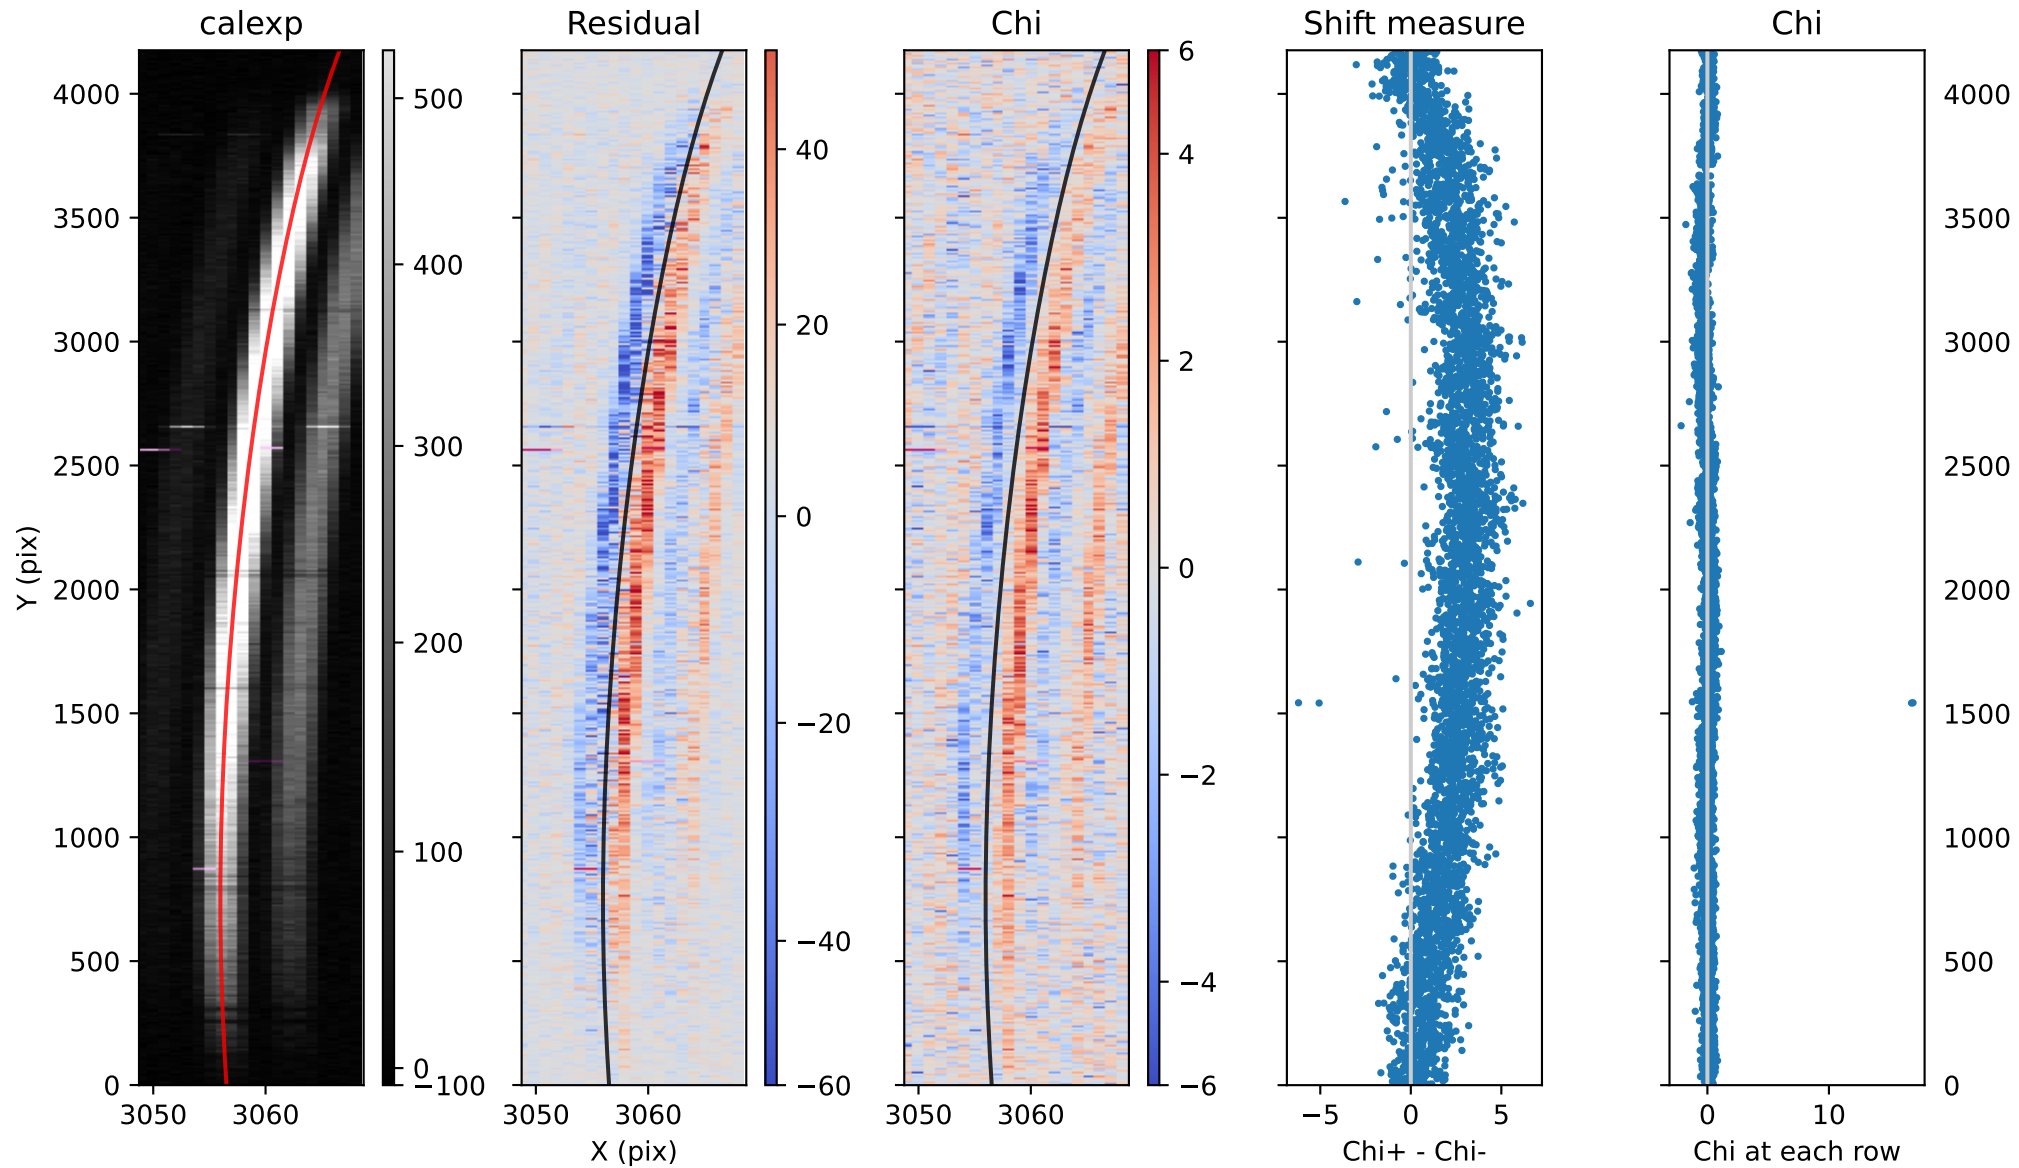 calexp Residual Chi Shift measure Chi
4000 500 40 6 4000
3500 400 20 4 3500
3000 300 0 2 3000
2500 200 −20 0 2500
2000 100 −40 −2 2000
1500 0 −60 −4 1500
1000 −100 −6 1000
500 500
0 0
Y (pix)
3050 3060 3050 3060 3050 3060 −5 0 5 0 10
X (pix) Chi+ - Chi- Chi at each row